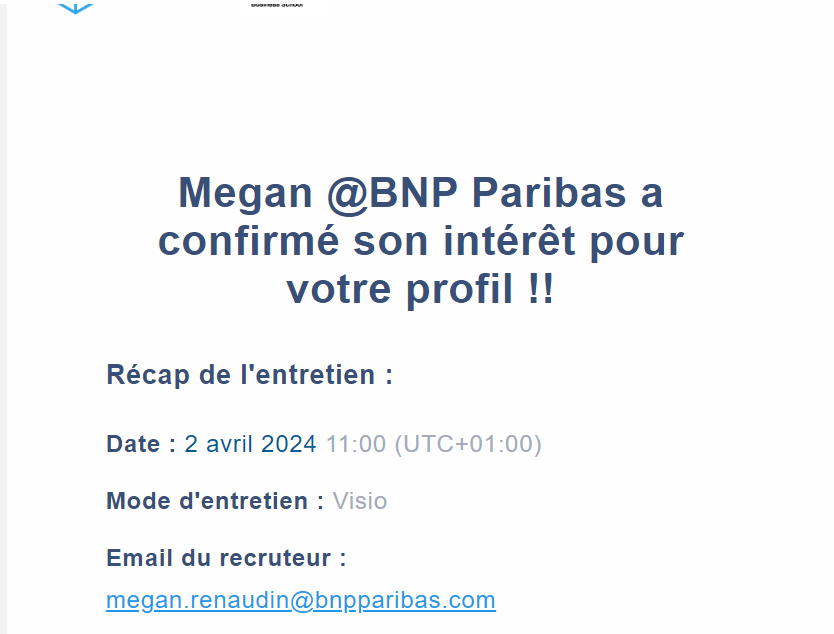 Business School
Megan @BNP Paribas a
confirmé son intérêt pour
votre profil !!
Récap de l'entretien :
Date : 2 avril 2024 11:00 (UTC+01:00)
Mode d'entretien : Visio
Email du recruteur :
megan.renaudin@bnpparibas.com